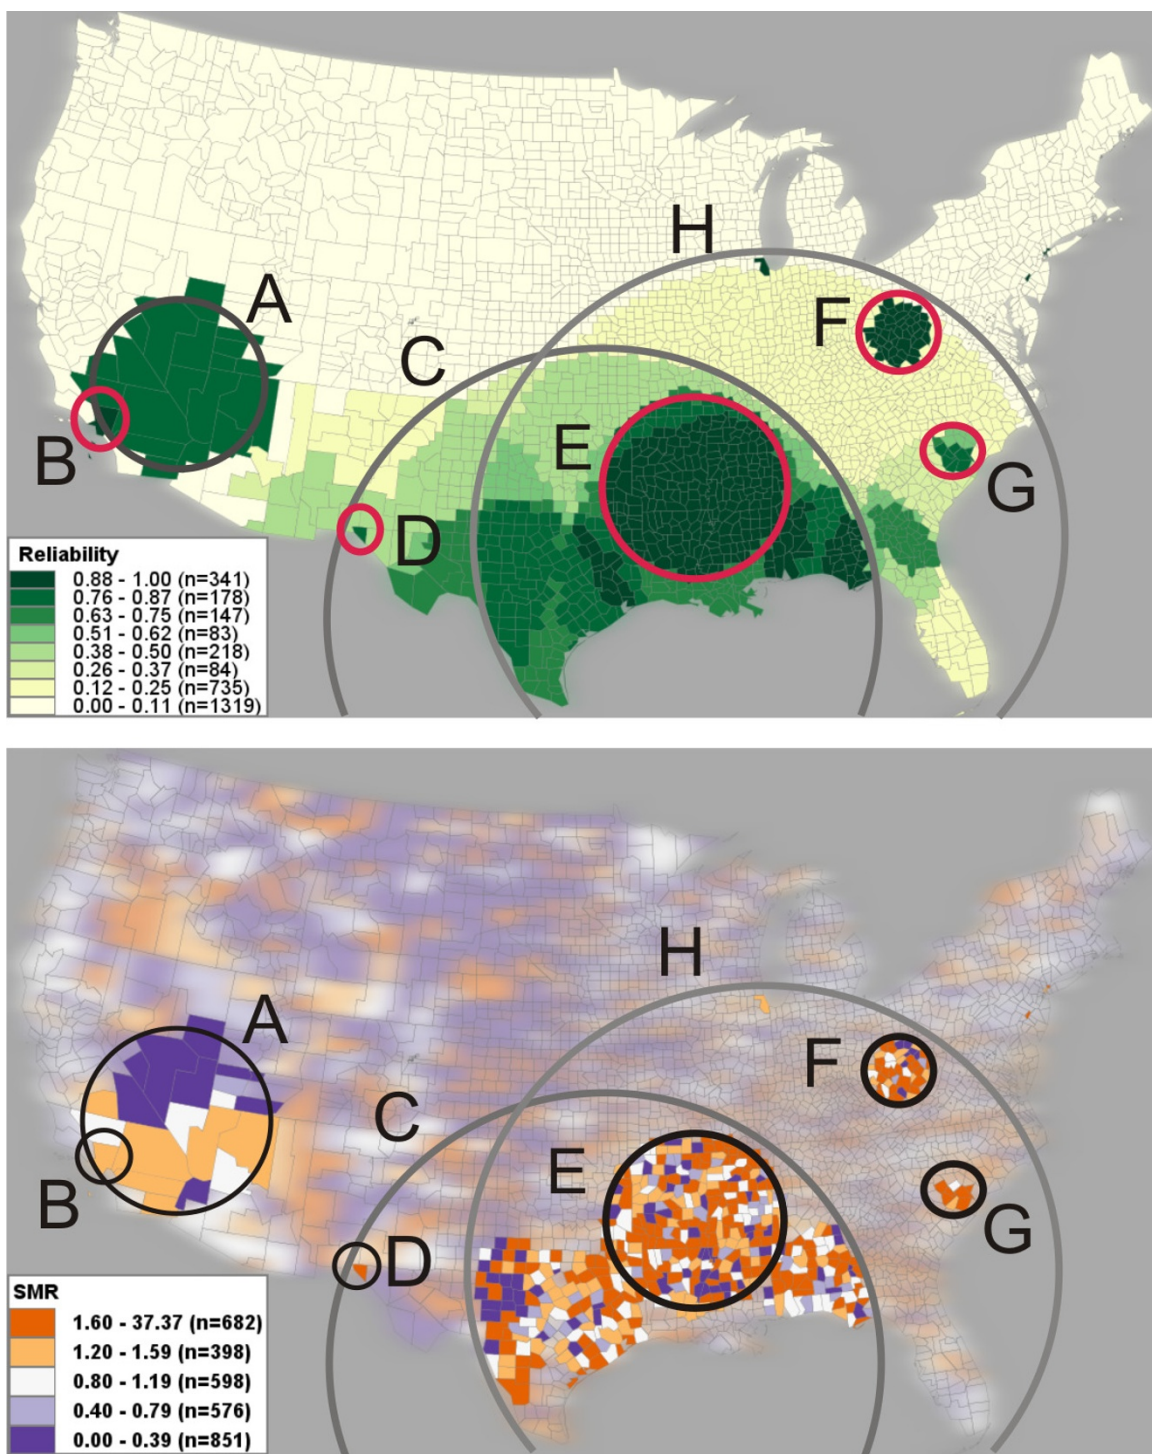 H
A
F
C
E
B
G
D
Reliability
0.88 - 1.00 (n=341)
0.76 - 0.87 (n=178)
0.63 - 0.75 (n=147)
0.51 - 0.62 (n=83)
0.38 - 0.50 (n=218)
0.26 - 0.37 (n=84)
0.12 - 0.25 (n=735)
0.00 - 0.11 (n=1319)
H
A
F
C
E
B
G
D
SMR
1.60 - 37.37 (n=682)
1.20 - 1.59 (n=398)
0.80 - 1.19 (n=598)
0.40 - 0.79 (n=576)
0.00 - 0.39 (n=851)